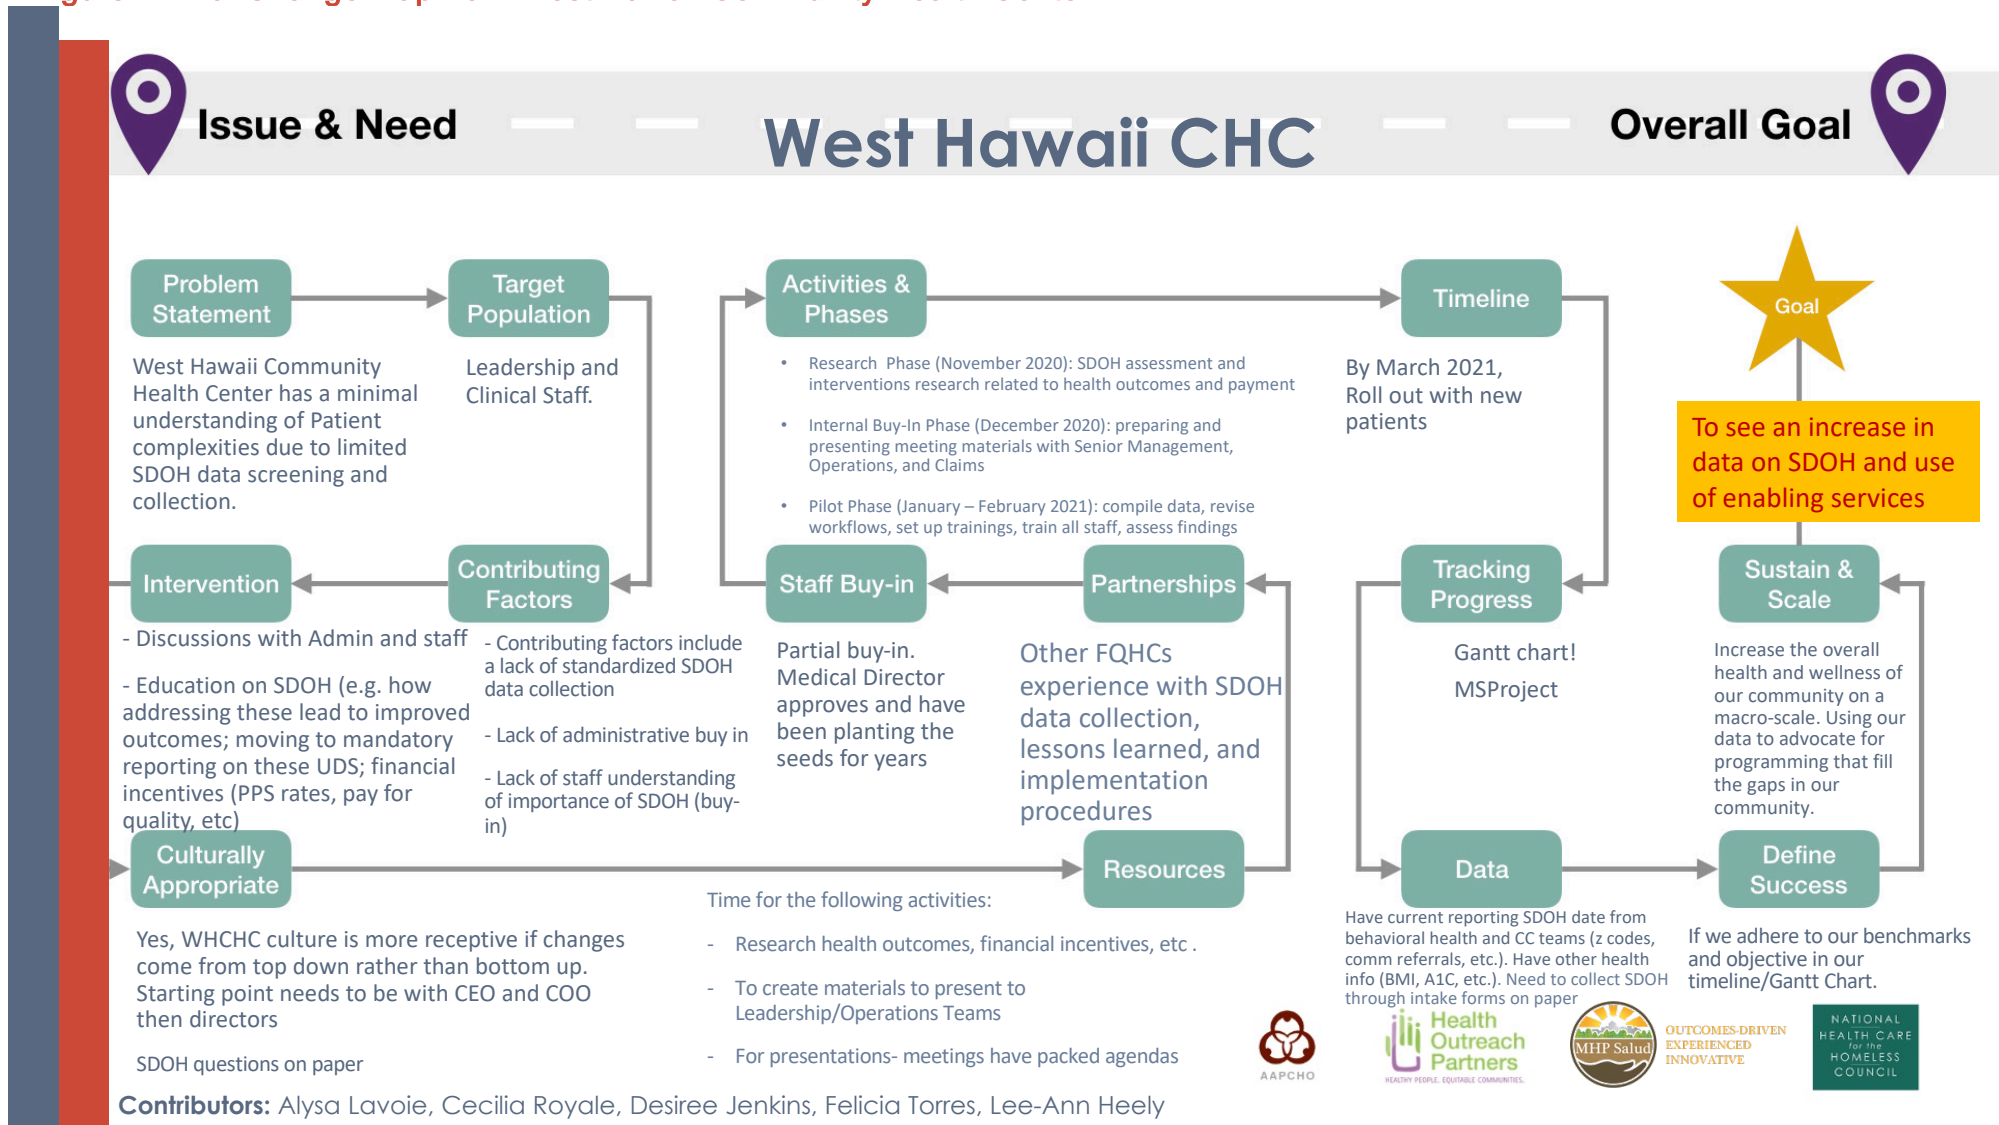 Issue & Need
West Hawaii CHC
Overall Goal
Problem
Statement
West Hawaii Community
Health Center has a minimal
understanding of Patient
complexities due to limited
SDOH data screening and
collection.
Target
Population
Leadership and
Clinical Staff.
Contributing
Factors
- Contributing factors include
a lack of standardized SDOH
data collection
- Lack of administrative buy in
- Lack of staff understanding
of importance of SDOH (buy-
in)
Intervention
- Discussions with Admin and staff
- Education on SDOH (e.g. how
addressing these lead to improved
outcomes; moving to mandatory
reporting on these UDS; financial
incentives (PPS rates, pay for
quality, etc)
Culturally
Appropriate
Yes, WHCHC culture is more receptive if changes
come from top down rather than bottom up.
Starting point needs to be with CEO and COO
then directors
SDOH questions on paper
Resources
Time for the following activities:
- Research health outcomes, financial incentives, etc .
- To create materials to present to
Leadership/Operations Teams
- For presentations- meetings have packed agendas
Partnerships
Other FQHCs
experience with SDOH
data collection,
lessons learned, and
implementation
procedures
Staff Buy-in
Partial buy-in.
Medical Director
approves and have
been planting the
seeds for years
Activities &
Phases
• Research Phase (November 2020): SDOH assessment and
interventions research related to health outcomes and payment
• Internal Buy-In Phase (December 2020): preparing and
presenting meeting materials with Senior Management,
Operations, and Claims
• Pilot Phase (January – February 2021): compile data, revise
workflows, set up trainings, train all staff, assess findings
Timeline
By March 2021,
Roll out with new
patients
Tracking
Progress
Gantt chart!
MSProject
Data
Have current reporting SDOH date from
behavioral health and CC teams (z codes,
comm referrals, etc.). Have other health
info (BMI, A1C, etc.). Need to collect SDOH
through intake forms on paper
Define
Success
If we adhere to our benchmarks
and objective in our
timeline/Gantt Chart.
Sustain &
Scale
Increase the overall
health and wellness of
our community on a
macro-scale. Using our
data to advocate for
programming that fill
the gaps in our
community.
Goal
To see an increase in
data on SDOH and use
of enabling services
AAPCHO
Health
Outreach
Partners
HEALTHY PEOPLE. EQUITABLE COMMUNITIES.
MHP Salud
OUTCOMES-DRIVEN
EXPERIENCED
INNOVATIVE
NATIONAL
HEALTH CARE
for the
HOMELESS
COUNCIL
Contributors: Alysa Lavoie, Cecilia Royale, Desiree Jenkins, Felicia Torres, Lee-Ann Heely